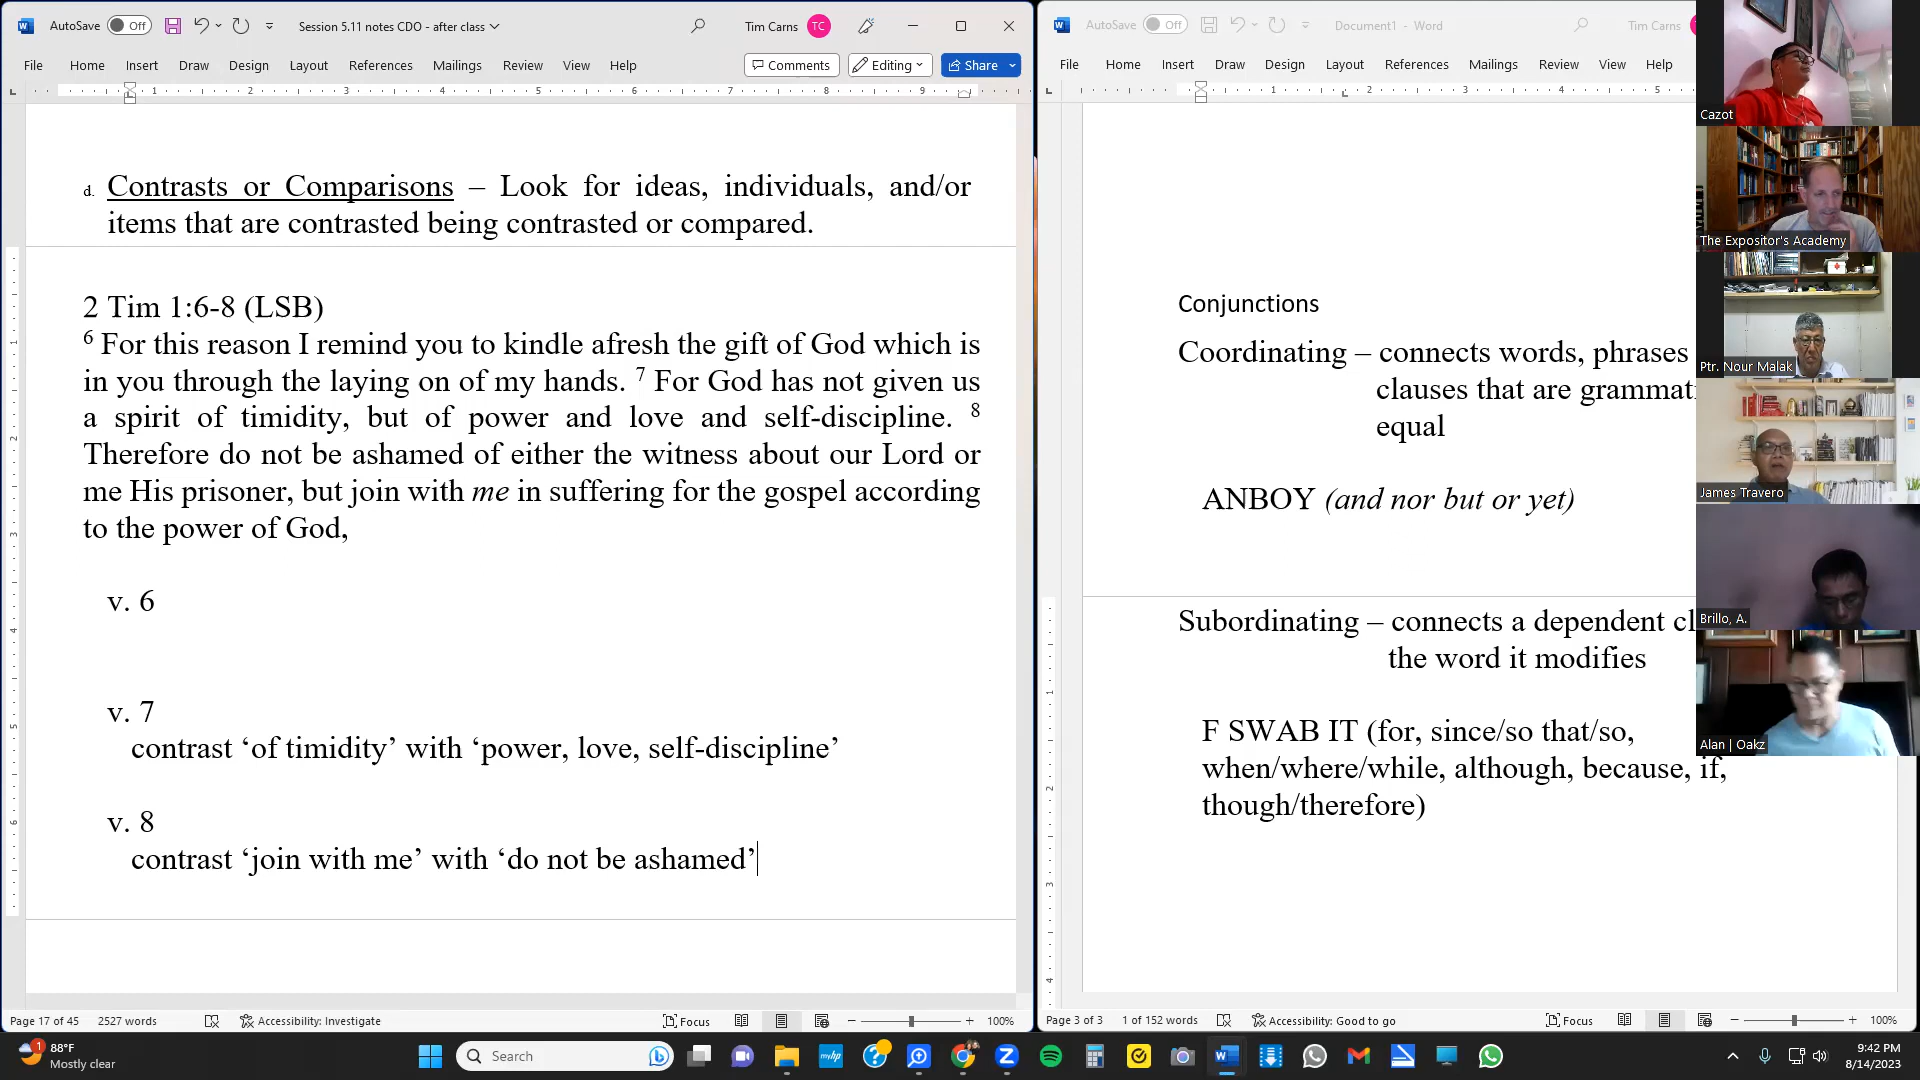 AutoSave Off Session 5.11 notes CDO - after class Tim Carns TC
File Home Insert Draw Design Layout References Mailings Review View Help Comments Editing Share
d. Contrasts or Comparisons – Look for ideas, individuals, and/or
items that are contrasted being contrasted or compared.
2 Tim 1:6-8 (LSB)
6 For this reason I remind you to kindle afresh the gift of God which is
in you through the laying on of my hands. 7 For God has not given us
a spirit of timidity, but of power and love and self-discipline. 8
Therefore do not be ashamed of either the witness about our Lord or
me His prisoner, but join with me in suffering for the gospel according
to the power of God,
v. 6
v. 7
contrast ‘of timidity’ with ‘power, love, self-discipline’
v. 8
contrast ‘join with me’ with ‘do not be ashamed’
Page 17 of 45 2527 words Accessibility: Investigate Focus 100%
AutoSave Off Document1 - Word Tim Carns
File Home Insert Draw Design Layout References Mailings Review View Help
Conjunctions
Coordinating – connects words, phrases
clauses that are grammati
equal
ANBOY (and nor but or yet)
Subordinating – connects a dependent cl
the word it modifies
F SWAB IT (for, since/so that/so,
when/where/while, although, because, if,
though/therefore)
Page 3 of 3 1 of 152 words Accessibility: Good to go Focus 100%
Cazot
The Expositor's Academy
Ptr. Nour Malak
James Travero
Brillo, A.
Alan | Oakz
1
88°F
Mostly clear
Search
myhp
9:42 PM
8/14/2023